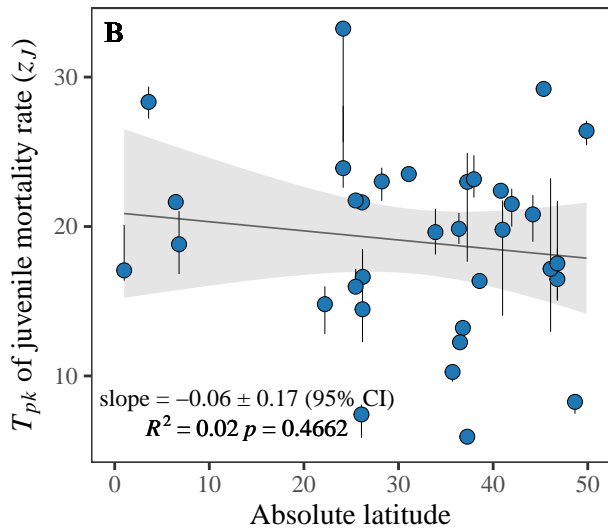 B
30
20
10
T_pk of juvenile mortality rate (z_J)
slope = −0.06 ± 0.17 (95% CI)
R² = 0.02 p = 0.4662
0 10 20 30 40 50
Absolute latitude